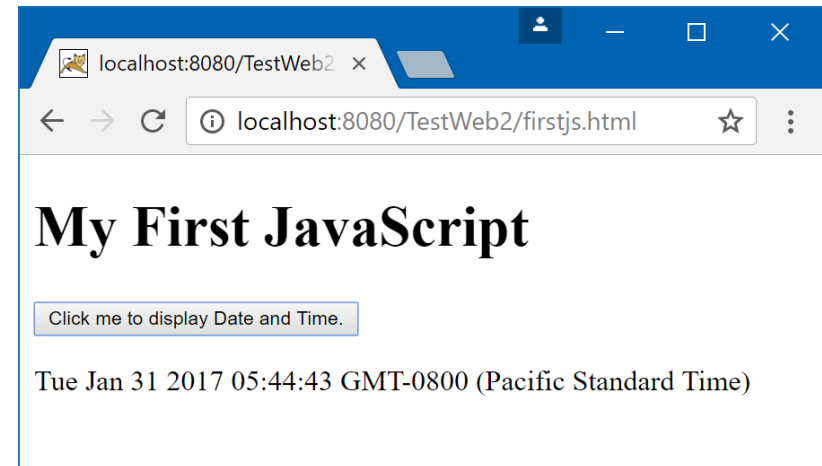 localhost:8080/TestWeb2
localhost:8080/TestWeb2/firstjs.html
My First JavaScript
Click me to display Date and Time.
Tue Jan 31 2017 05:44:43 GMT-0800 (Pacific Standard Time)